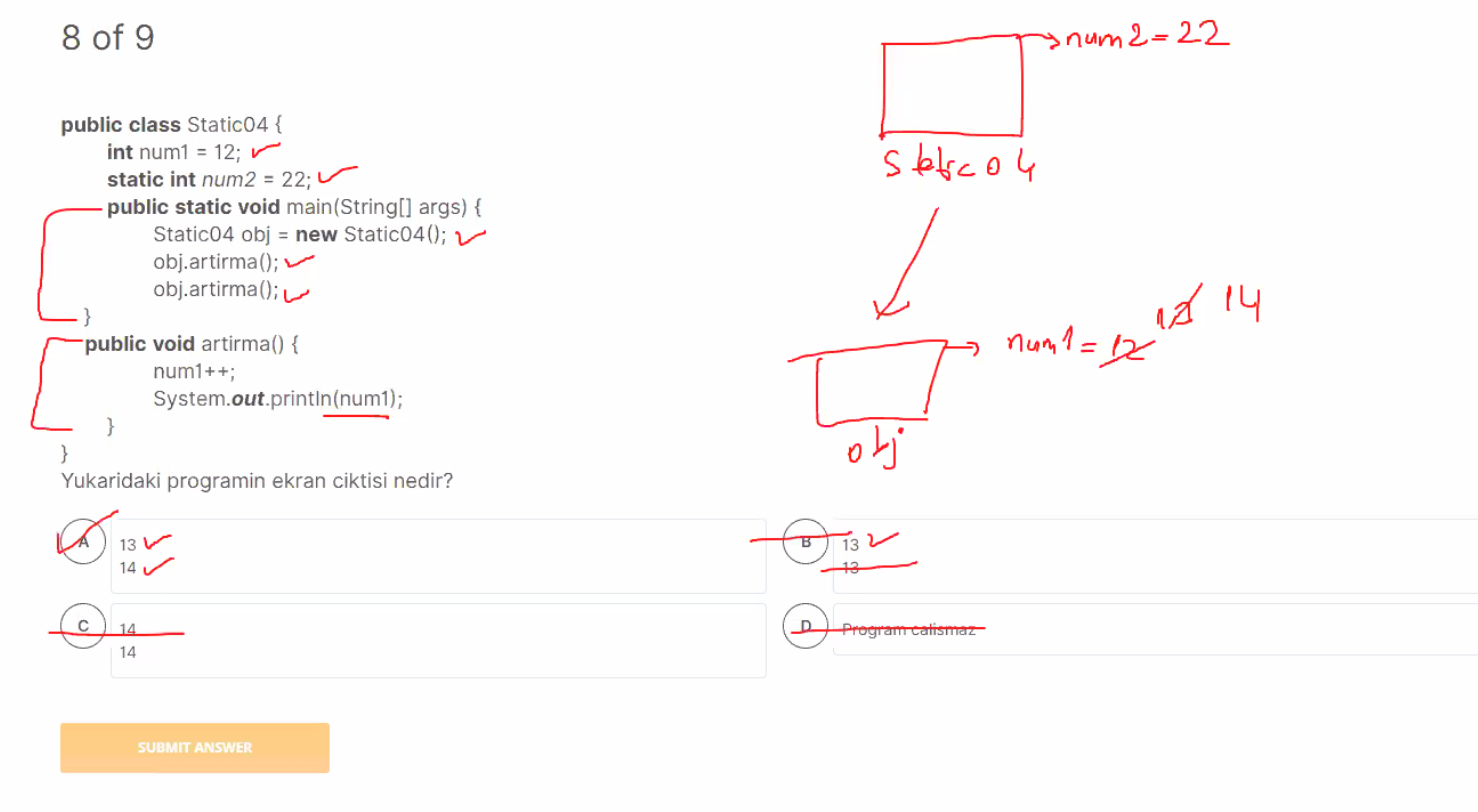 8 of 9
num2=22
public class Static04 {
int num1 = 12;
static int num2 = 22;
public static void main(String[] args) {
Static04 obj = new Static04();
obj.artirma();
obj.artirma();
}
public void artirma() {
num1++;
System.out.println(num1);
}
}
Static04
num1=12 13 14
obj
Yukaridaki programin ekran ciktisi nedir?
A
13
14
B
13
13
C
14
14
D
Program calismaz
SUBMIT ANSWER